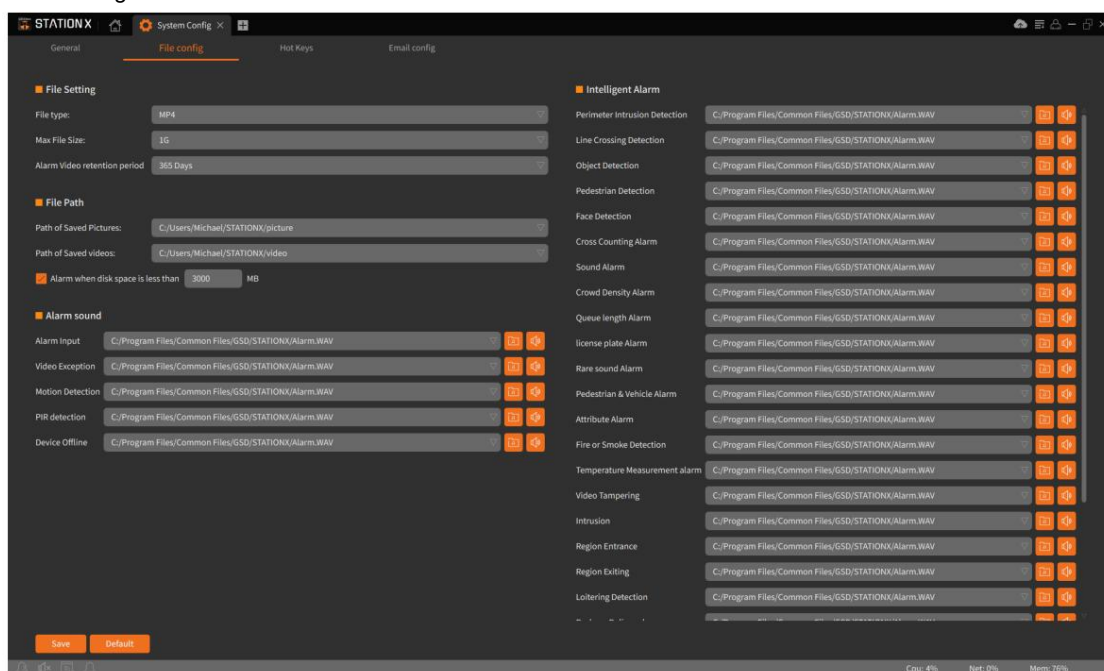 STATION X
System Config
General
File config
Hot Keys
Email config
File Setting
File type:
MP4
Max File Size:
1G
Alarm Video retention period
365 Days
File Path
Path of Saved Pictures:
C:/Users/Michael/STATIONX/picture
Path of Saved videos:
C:/Users/Michael/STATIONX/video
Alarm when disk space is less than 3000 MB
Alarm sound
Alarm Input C:/Program Files/Common Files/GSD/STATIONX/Alarm.WAV
Video Exception C:/Program Files/Common Files/GSD/STATIONX/Alarm.WAV
Motion Detection C:/Program Files/Common Files/GSD/STATIONX/Alarm.WAV
PIR detection C:/Program Files/Common Files/GSD/STATIONX/Alarm.WAV
Device Offline C:/Program Files/Common Files/GSD/STATIONX/Alarm.WAV
Intelligent Alarm
Perimeter Intrusion Detection C:/Program Files/Common Files/GSD/STATIONX/Alarm.WAV
Line Crossing Detection C:/Program Files/Common Files/GSD/STATIONX/Alarm.WAV
Object Detection C:/Program Files/Common Files/GSD/STATIONX/Alarm.WAV
Pedestrian Detection C:/Program Files/Common Files/GSD/STATIONX/Alarm.WAV
Face Detection C:/Program Files/Common Files/GSD/STATIONX/Alarm.WAV
Cross Counting Alarm C:/Program Files/Common Files/GSD/STATIONX/Alarm.WAV
Sound Alarm C:/Program Files/Common Files/GSD/STATIONX/Alarm.WAV
Crowd Density Alarm C:/Program Files/Common Files/GSD/STATIONX/Alarm.WAV
Queue length Alarm C:/Program Files/Common Files/GSD/STATIONX/Alarm.WAV
license plate Alarm C:/Program Files/Common Files/GSD/STATIONX/Alarm.WAV
Rare sound Alarm C:/Program Files/Common Files/GSD/STATIONX/Alarm.WAV
Pedestrian & Vehicle Alarm C:/Program Files/Common Files/GSD/STATIONX/Alarm.WAV
Attribute Alarm C:/Program Files/Common Files/GSD/STATIONX/Alarm.WAV
Fire or Smoke Detection C:/Program Files/Common Files/GSD/STATIONX/Alarm.WAV
Temperature Measurement alarm C:/Program Files/Common Files/GSD/STATIONX/Alarm.WAV
Video Tampering C:/Program Files/Common Files/GSD/STATIONX/Alarm.WAV
Intrusion C:/Program Files/Common Files/GSD/STATIONX/Alarm.WAV
Region Entrance C:/Program Files/Common Files/GSD/STATIONX/Alarm.WAV
Region Exiting C:/Program Files/Common Files/GSD/STATIONX/Alarm.WAV
Loitering Detection C:/Program Files/Common Files/GSD/STATIONX/Alarm.WAV
Save
Default
Cpu: 4% Net: 0% Mem: 76%